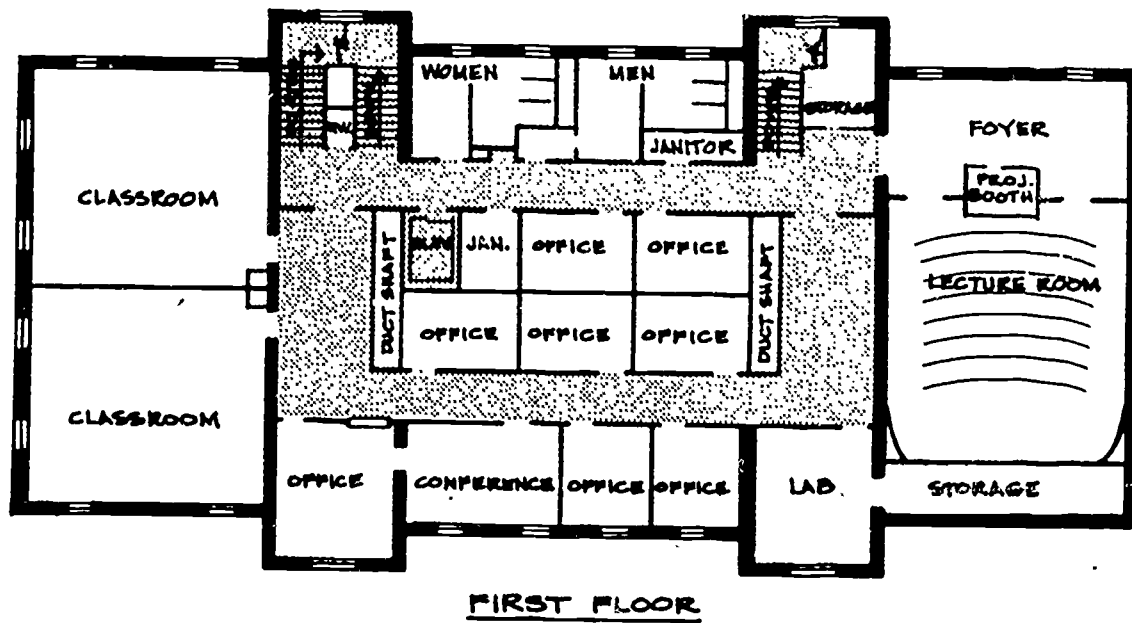 WOMEN
MEN
STORAGE
JANITOR
FOYER
PROJ.
BOOTH
CLASSROOM
DUCT SHAFT
JAN.
OFFICE
OFFICE
DUCT SHAFT
LECTURE ROOM
OFFICE
OFFICE
OFFICE
CLASSROOM
OFFICE
CONFERENCE
OFFICE
OFFICE
LAB.
STORAGE
FIRST FLOOR